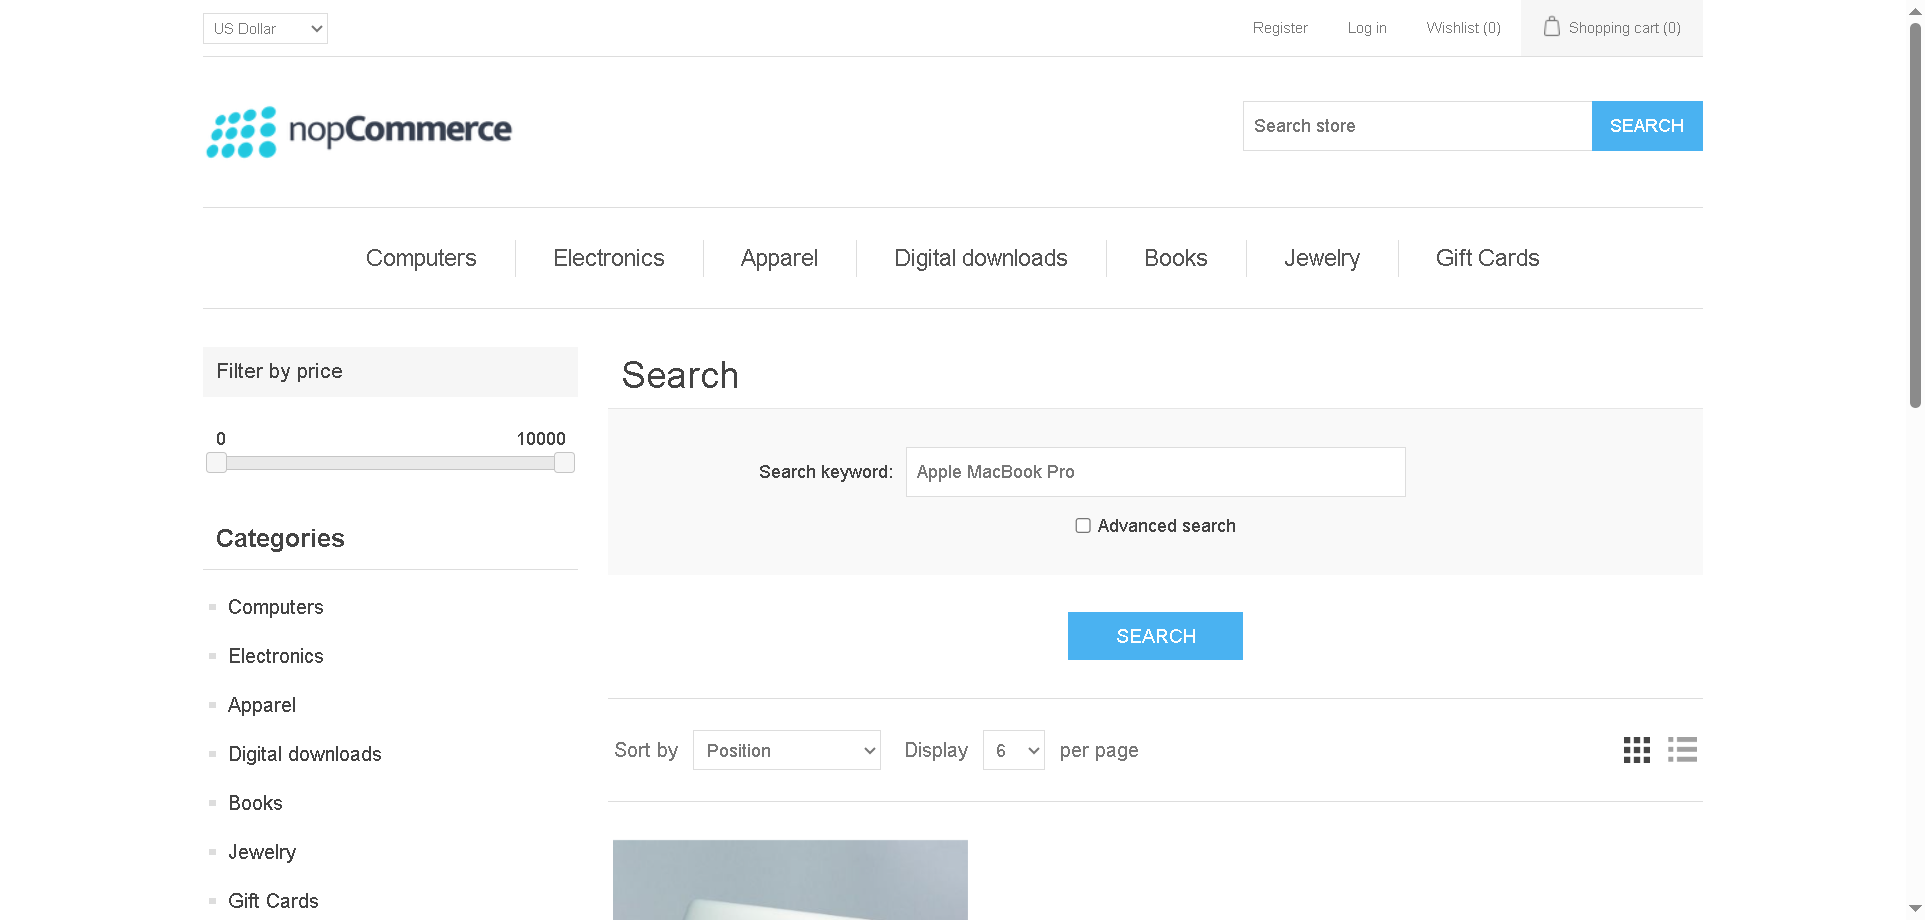 US Dollar
Register
Log in
Wishlist (0)
Shopping cart (0)
nopCommerce
Search store
SEARCH
Computers
Electronics
Apparel
Digital downloads
Books
Jewelry
Gift Cards
Filter by price
0
10000
Categories
Computers
Electronics
Apparel
Digital downloads
Books
Jewelry
Gift Cards
Search
Search keyword:
Apple MacBook Pro
Advanced search
SEARCH
Sort by
Position
Display
6
per page